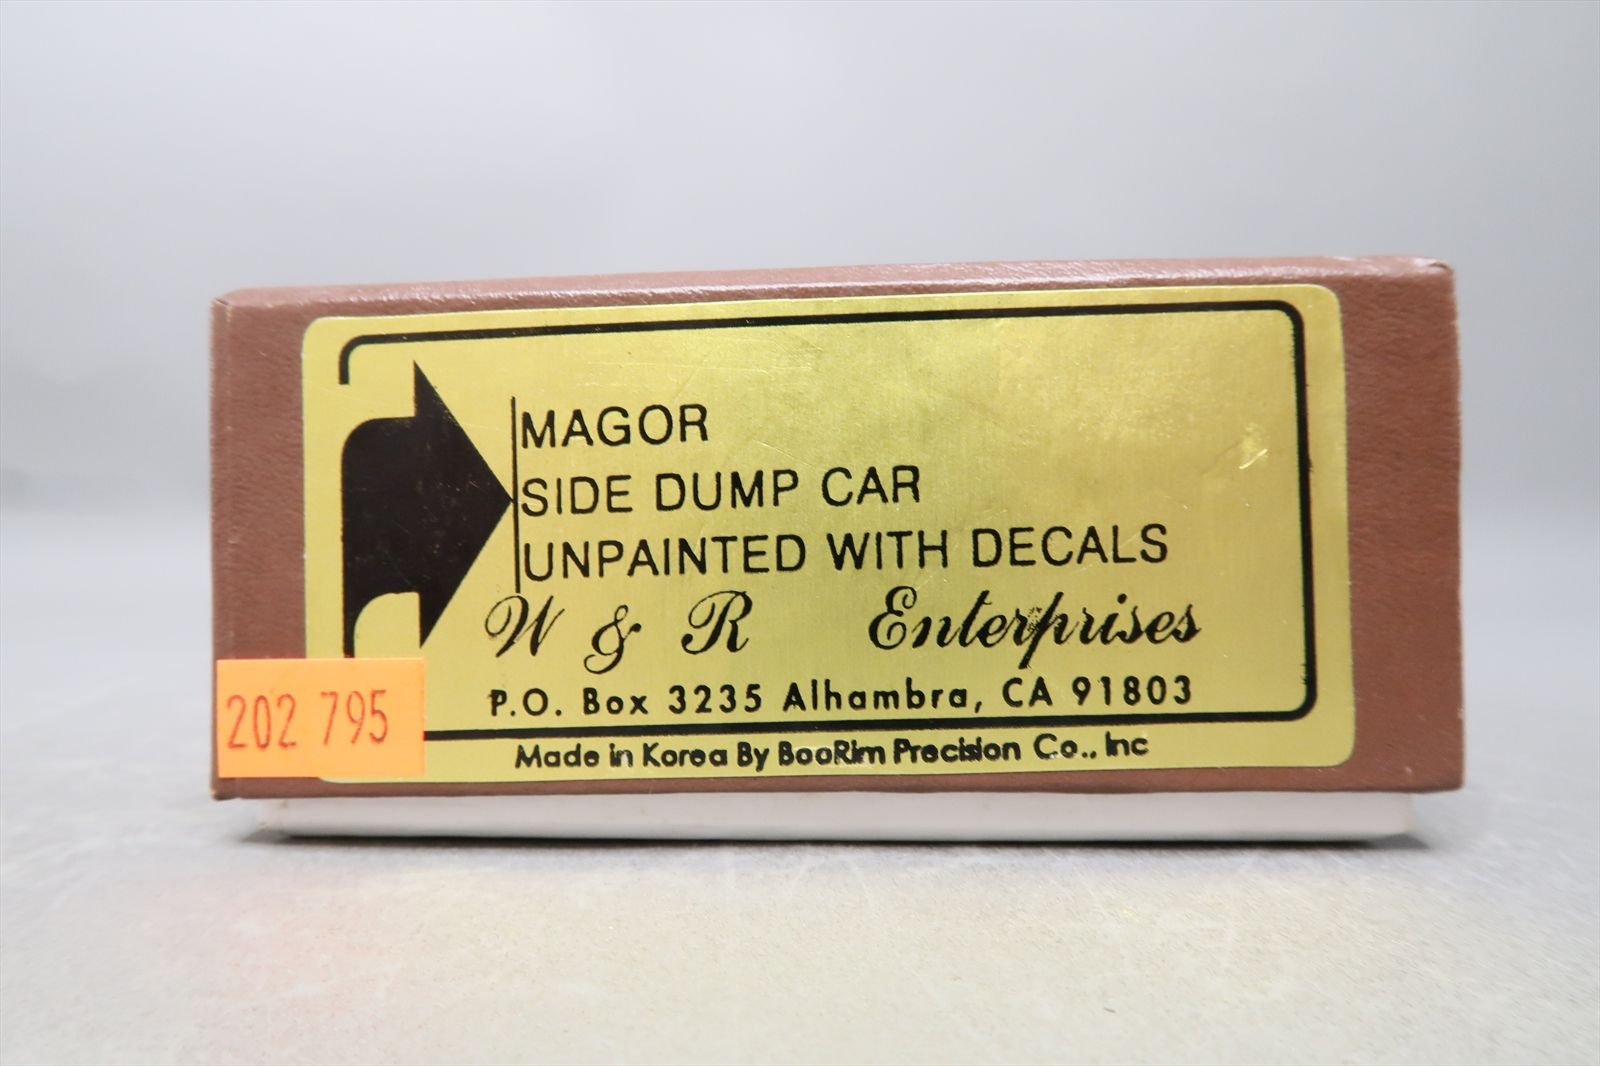 MAGOR
SIDE DUMP CAR
UNPAINTED WITH DECALS
W & R Enterprises
P.O. Box 3235 Alhambra, CA 91803
Made in Korea By BooRim Precision Co., Inc
202 795